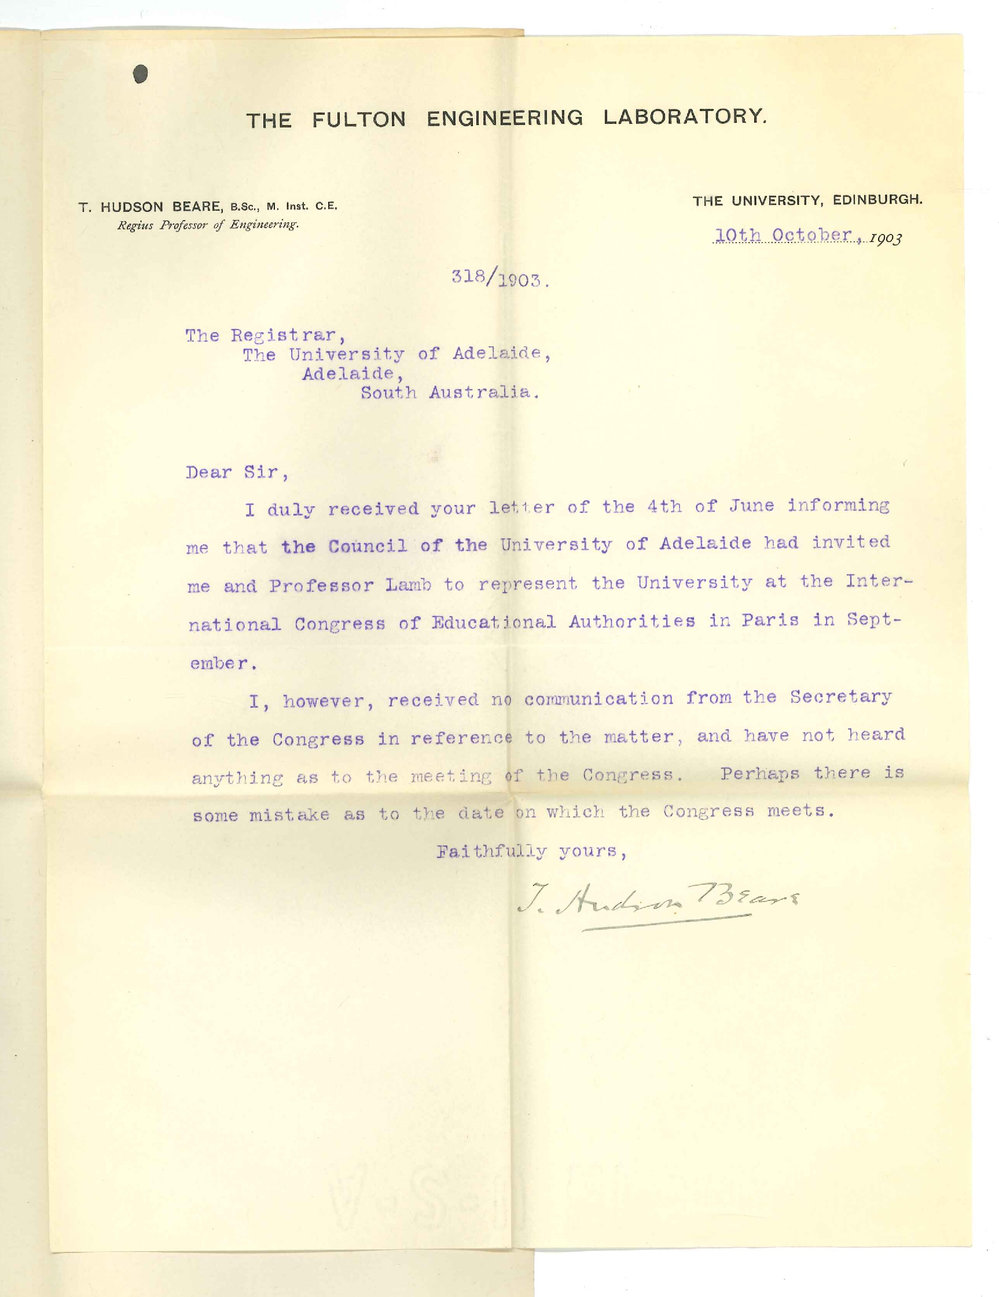 THE FULTON ENGINEERING LABORATORY.
T. HUDSON BEARE, B.Sc., M. Inst. C.E.
Regius Professor of Engineering.
THE UNIVERSITY, EDINBURGH.
10th October, 1903
318/1903.
The Registrar,
The University of Adelaide,
Adelaide,
South Australia.
Dear Sir,
I duly received your letter of the 4th of June informing
me that the Council of the University of Adelaide had invited
me and Professor Lamb to represent the University at the Inter-
national Congress of Educational Authorities in Paris in Sept-
ember.
I, however, received no communication from the Secretary
of the Congress in reference to the matter, and have not heard
anything as to the meeting of the Congress. Perhaps there is
some mistake as to the date on which the Congress meets.
Faithfully yours,
T. Hudson Beare